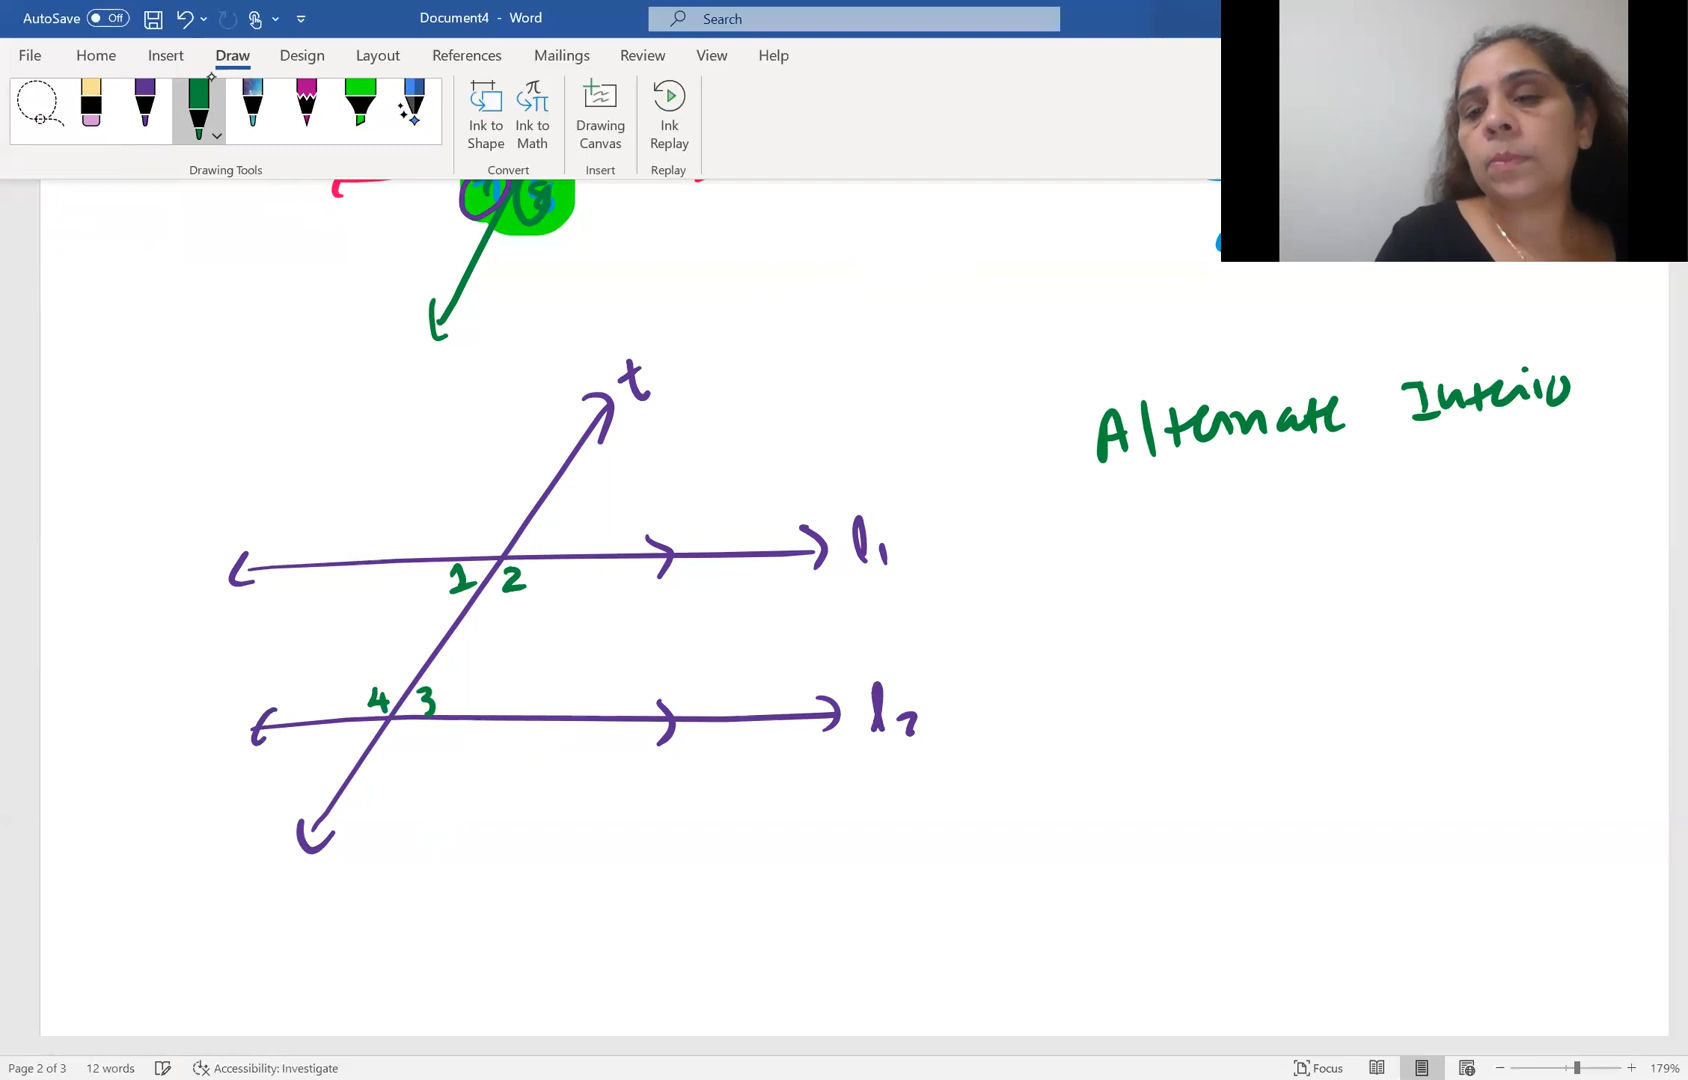 AutoSave Off Document4 - Word Search
File Home Insert Draw Design Layout References Mailings Review View Help
Ink to Shape Ink to Math Drawing Canvas Ink Replay
Drawing Tools Convert Insert Replay
8
t
Alternate Interio
l₁
1 2
4 3
l₂
Page 2 of 3 12 words Accessibility: Investigate Focus 179%